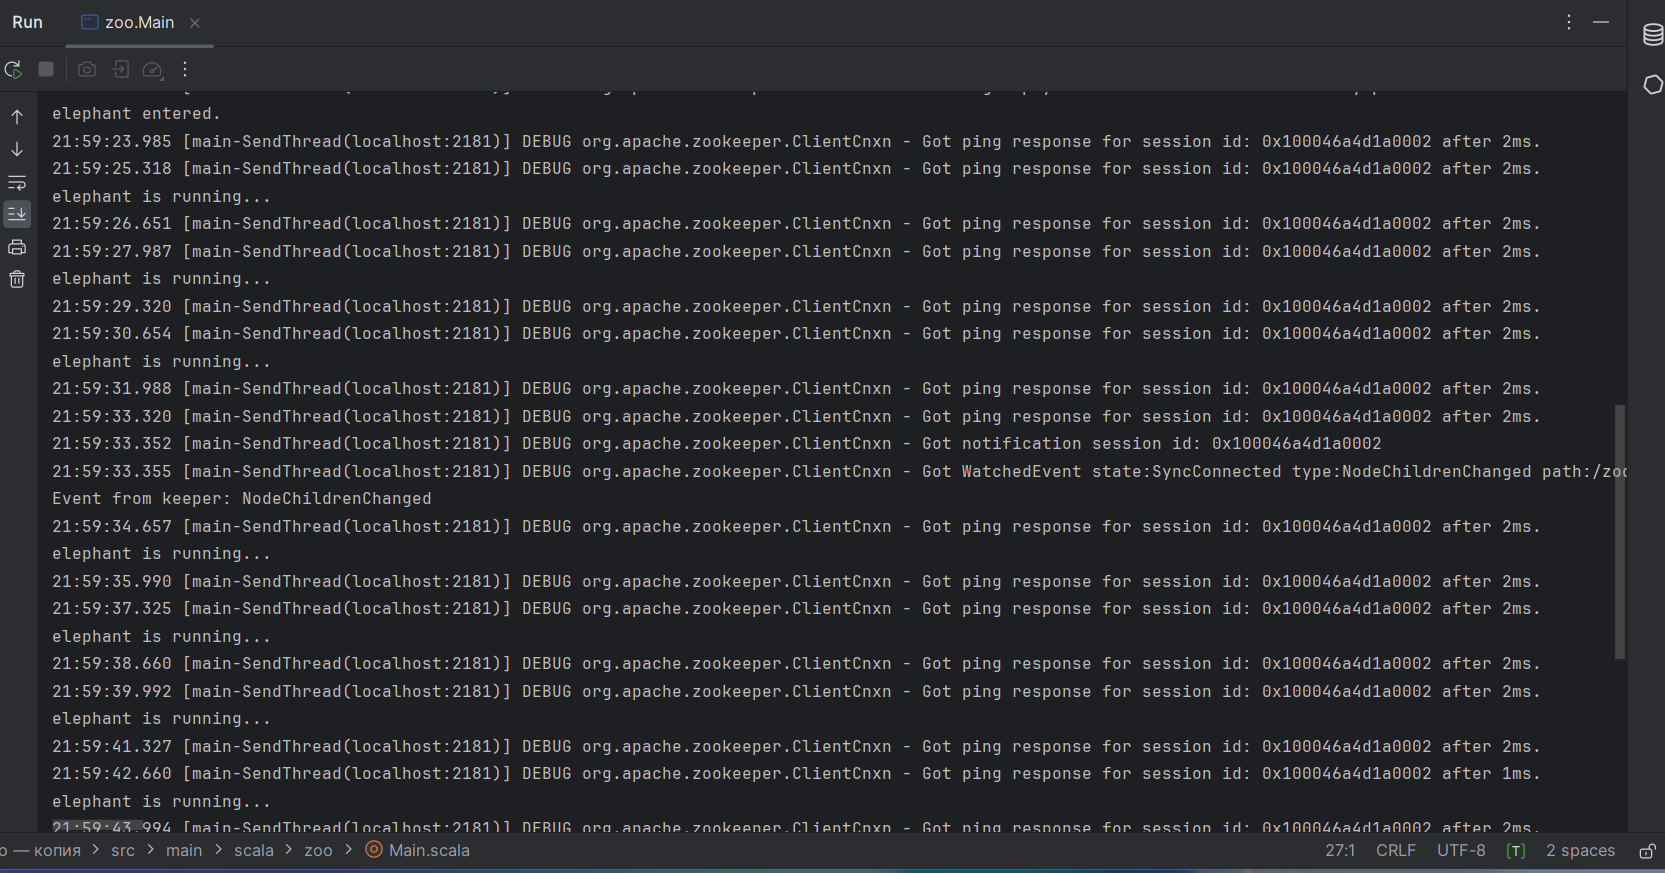 Run
zoo.Main
elephant entered.
21:59:23.985 [main-SendThread(localhost:2181)] DEBUG org.apache.zookeeper.ClientCnxn - Got ping response for session id: 0x100046a4d1a0002 after 2ms.
21:59:25.318 [main-SendThread(localhost:2181)] DEBUG org.apache.zookeeper.ClientCnxn - Got ping response for session id: 0x100046a4d1a0002 after 2ms.
elephant is running...
21:59:26.651 [main-SendThread(localhost:2181)] DEBUG org.apache.zookeeper.ClientCnxn - Got ping response for session id: 0x100046a4d1a0002 after 2ms.
21:59:27.987 [main-SendThread(localhost:2181)] DEBUG org.apache.zookeeper.ClientCnxn - Got ping response for session id: 0x100046a4d1a0002 after 2ms.
elephant is running...
21:59:29.320 [main-SendThread(localhost:2181)] DEBUG org.apache.zookeeper.ClientCnxn - Got ping response for session id: 0x100046a4d1a0002 after 2ms.
21:59:30.654 [main-SendThread(localhost:2181)] DEBUG org.apache.zookeeper.ClientCnxn - Got ping response for session id: 0x100046a4d1a0002 after 2ms.
elephant is running...
21:59:31.988 [main-SendThread(localhost:2181)] DEBUG org.apache.zookeeper.ClientCnxn - Got ping response for session id: 0x100046a4d1a0002 after 2ms.
21:59:33.320 [main-SendThread(localhost:2181)] DEBUG org.apache.zookeeper.ClientCnxn - Got ping response for session id: 0x100046a4d1a0002 after 2ms.
21:59:33.352 [main-SendThread(localhost:2181)] DEBUG org.apache.zookeeper.ClientCnxn - Got notification session id: 0x100046a4d1a0002
21:59:33.355 [main-SendThread(localhost:2181)] DEBUG org.apache.zookeeper.ClientCnxn - Got WatchedEvent state:SyncConnected type:NodeChildrenChanged path:/zoo
Event from keeper: NodeChildrenChanged
21:59:34.657 [main-SendThread(localhost:2181)] DEBUG org.apache.zookeeper.ClientCnxn - Got ping response for session id: 0x100046a4d1a0002 after 2ms.
elephant is running...
21:59:35.990 [main-SendThread(localhost:2181)] DEBUG org.apache.zookeeper.ClientCnxn - Got ping response for session id: 0x100046a4d1a0002 after 2ms.
21:59:37.325 [main-SendThread(localhost:2181)] DEBUG org.apache.zookeeper.ClientCnxn - Got ping response for session id: 0x100046a4d1a0002 after 2ms.
elephant is running...
21:59:38.660 [main-SendThread(localhost:2181)] DEBUG org.apache.zookeeper.ClientCnxn - Got ping response for session id: 0x100046a4d1a0002 after 2ms.
21:59:39.992 [main-SendThread(localhost:2181)] DEBUG org.apache.zookeeper.ClientCnxn - Got ping response for session id: 0x100046a4d1a0002 after 2ms.
elephant is running...
21:59:41.327 [main-SendThread(localhost:2181)] DEBUG org.apache.zookeeper.ClientCnxn - Got ping response for session id: 0x100046a4d1a0002 after 2ms.
21:59:42.660 [main-SendThread(localhost:2181)] DEBUG org.apache.zookeeper.ClientCnxn - Got ping response for session id: 0x100046a4d1a0002 after 1ms.
elephant is running...
21:59:43.994 [main-SendThread(localhost:2181)] DEBUG org.apache.zookeeper.ClientCnxn - Got ping response for session id: 0x100046a4d1a0002 after 2ms.
o — копия > src > main > scala > zoo > Main.scala 27:1 CRLF UTF-8 [T] 2 spaces